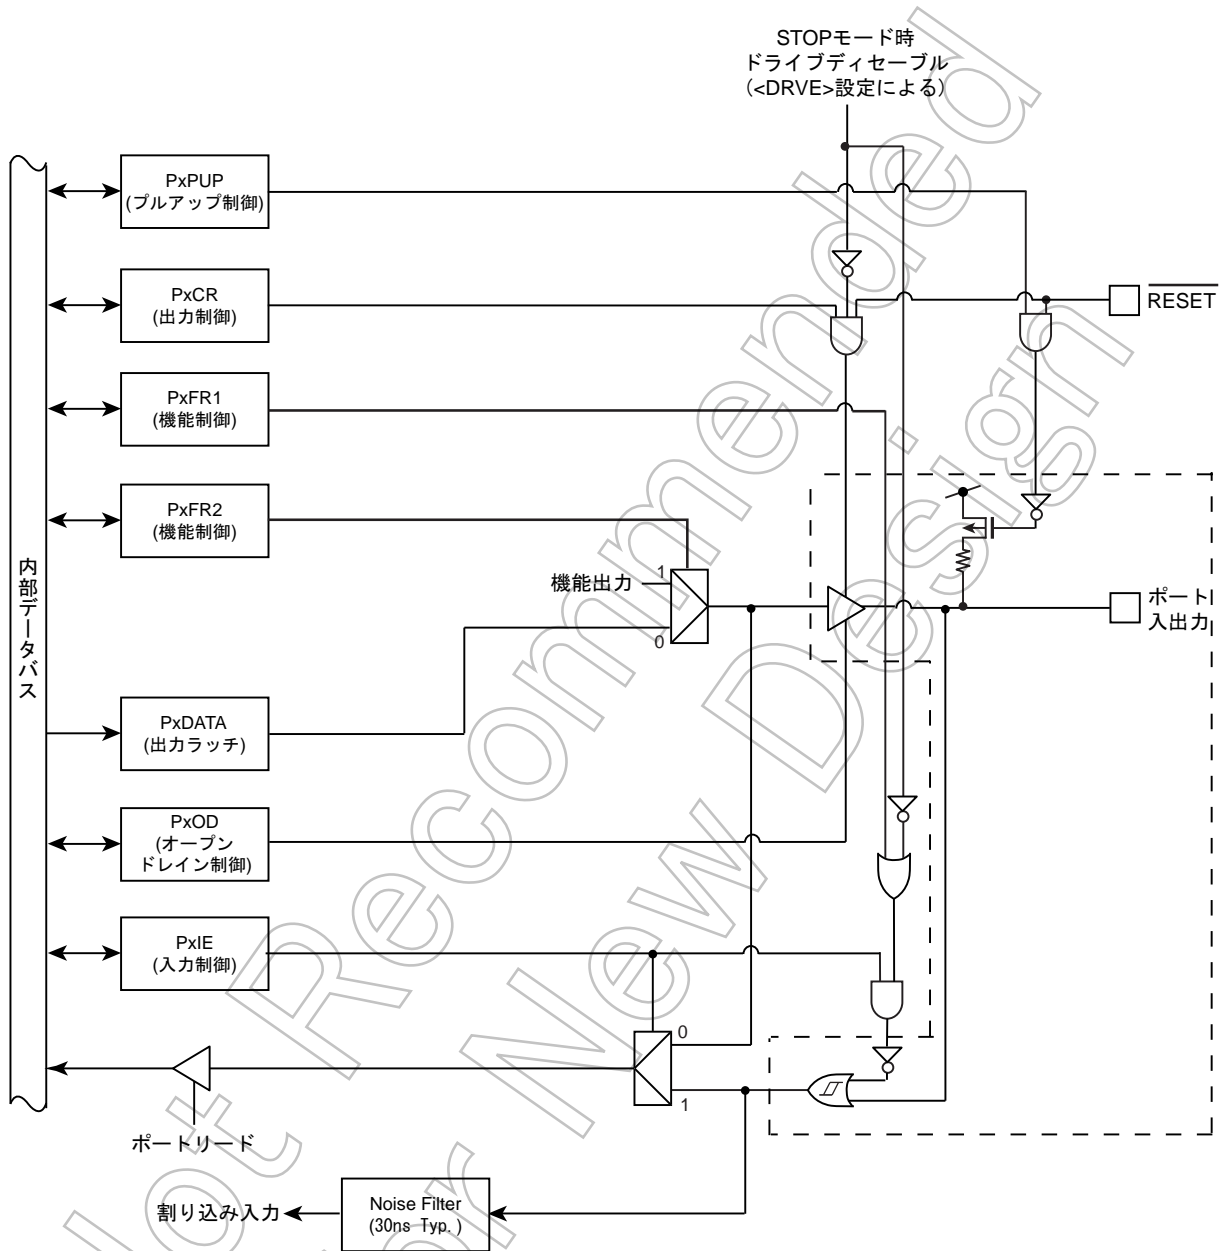 STOPモード時
ドライブディセーブル
(<DRVE>設定による)
PxPUP
(プルアップ制御)
PxCR
(出力制御)
RESET
PxFR1
(機能制御)
PxFR2
(機能制御)
内部データバス
機能出力
1
0
ポート
入出力
PxDATA
(出力ラッチ)
PxOD
(オープン
ドレイン制御)
PxIE
(入力制御)
0
1
ポートリード
割り込み入力
Noise Filter
(30ns Typ.)
Not Recommended
for New Design